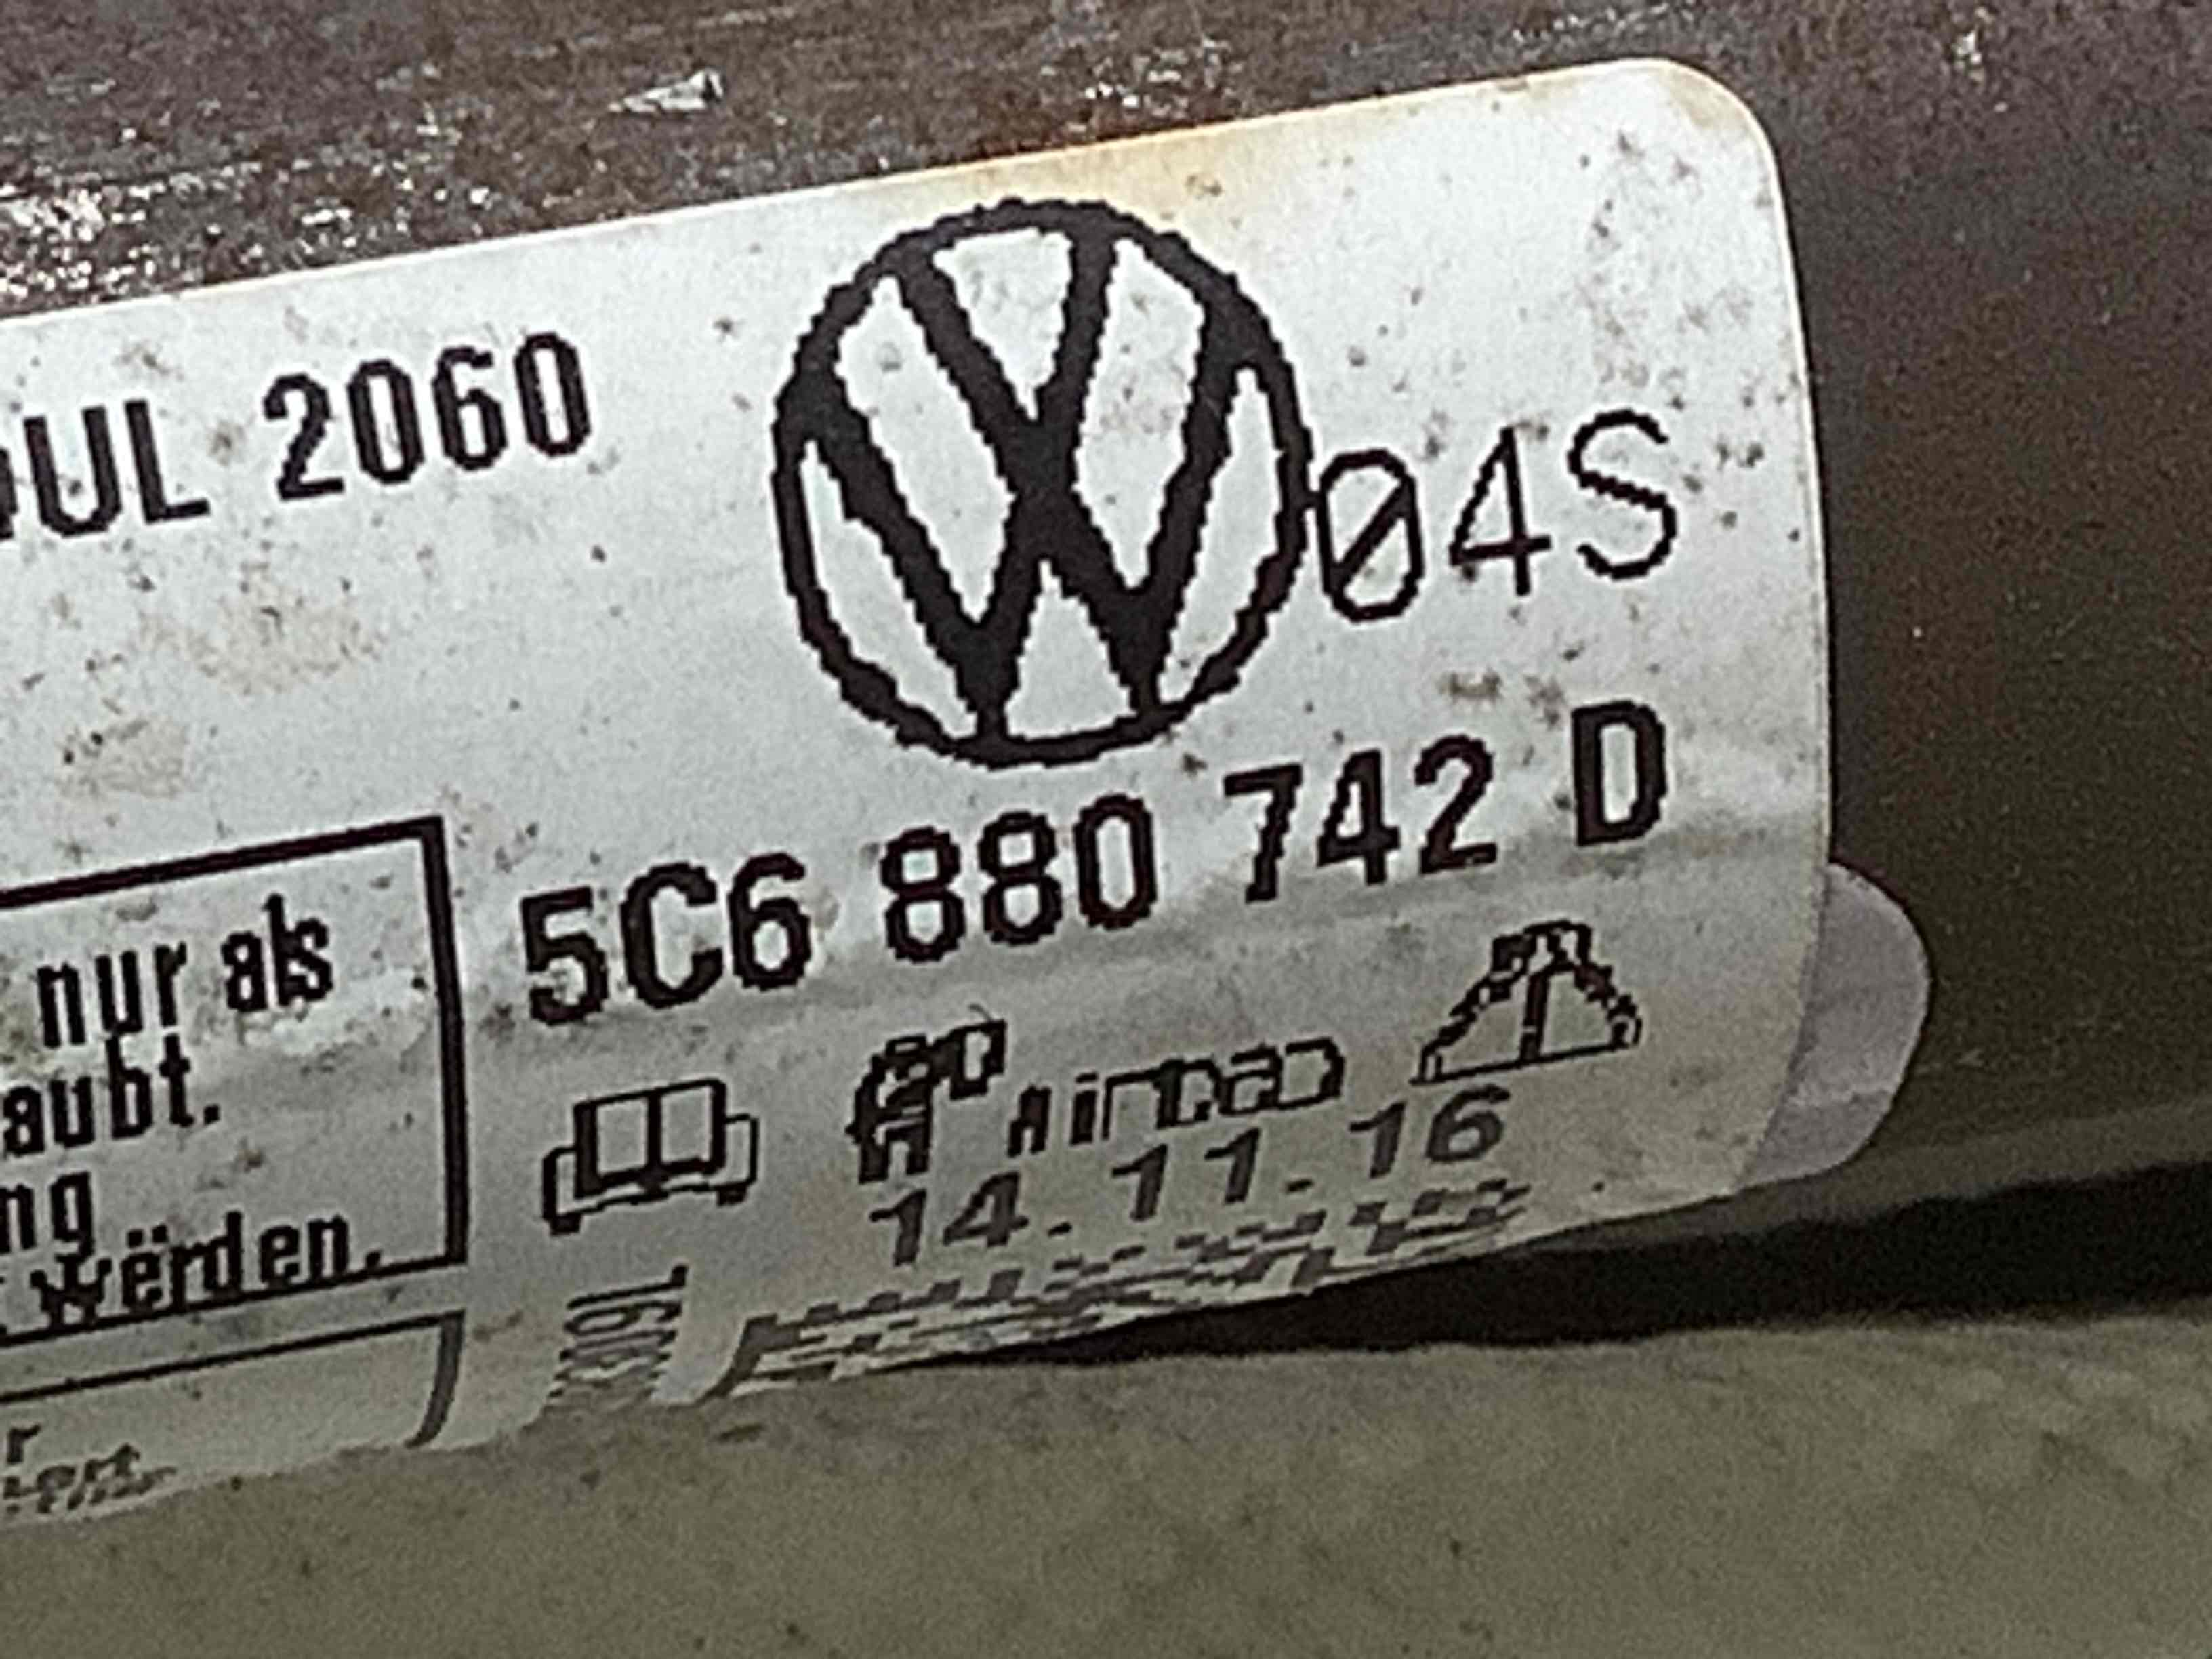 UL 2060
04S
5C6 880 742 D
nur als
aubt.
ng
werden.
airbag
14.11.16
r